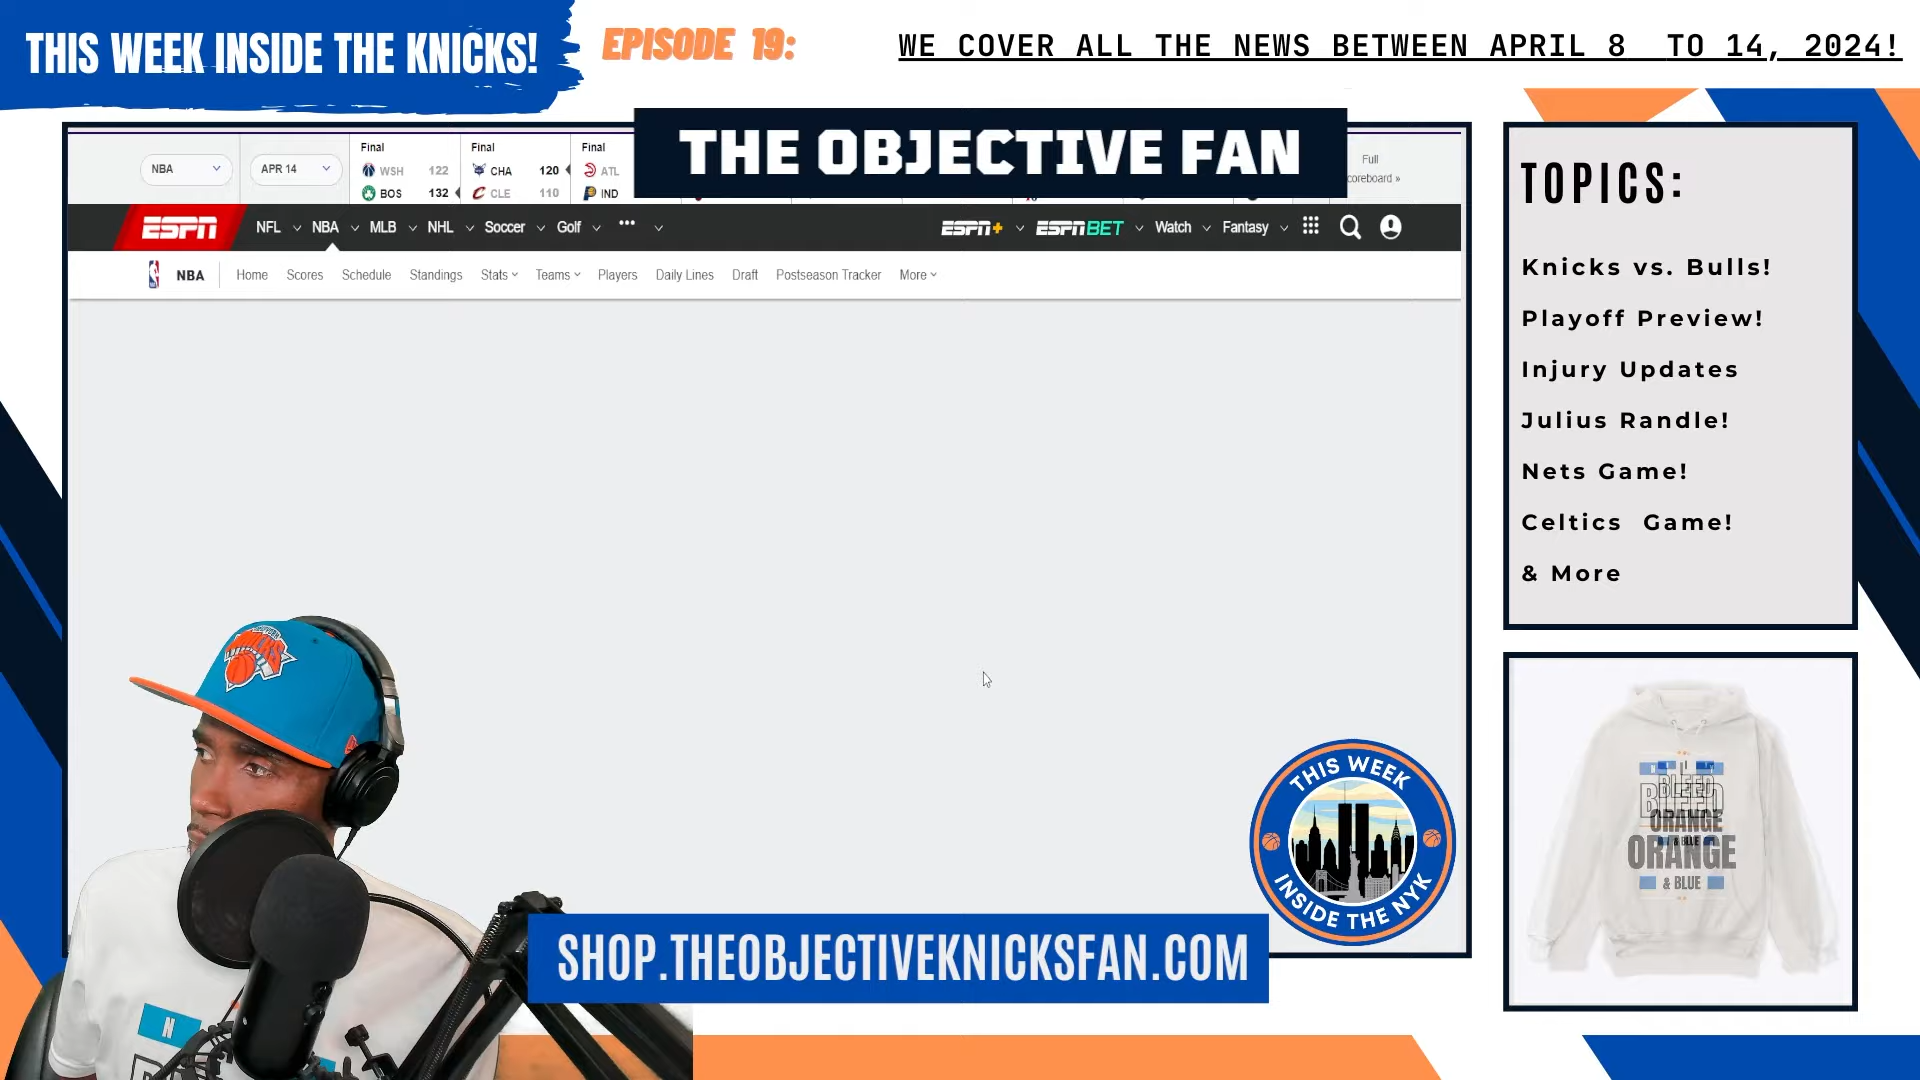 THIS WEEK INSIDE THE KNICKS!
EPISODE 19:
WE COVER ALL THE NEWS BETWEEN APRIL 8 TO 14, 2024!
THE OBJECTIVE FAN
NBA
APR 14
Final
WSH 122
BOS 132
Final
CHA 120
CLE 110
Final
ATL
IND
Full
coreboard »
ESPN NFL NBA MLB NHL Soccer Golf ••• ESPN+ ESPN BET Watch Fantasy
NBA Home Scores Schedule Standings Stats Teams Players Daily Lines Draft Postseason Tracker More
TOPICS:
Knicks vs. Bulls!
Playoff Preview!
Injury Updates
Julius Randle!
Nets Game!
Celtics Game!
& More
THIS WEEK
INSIDE THE NYK
SHOP.THEOBJECTIVEKNICKSFAN.COM
BLEED
BLEED
ORANGE
& BLUE
ORANGE
& BLUE
KNICKS
N